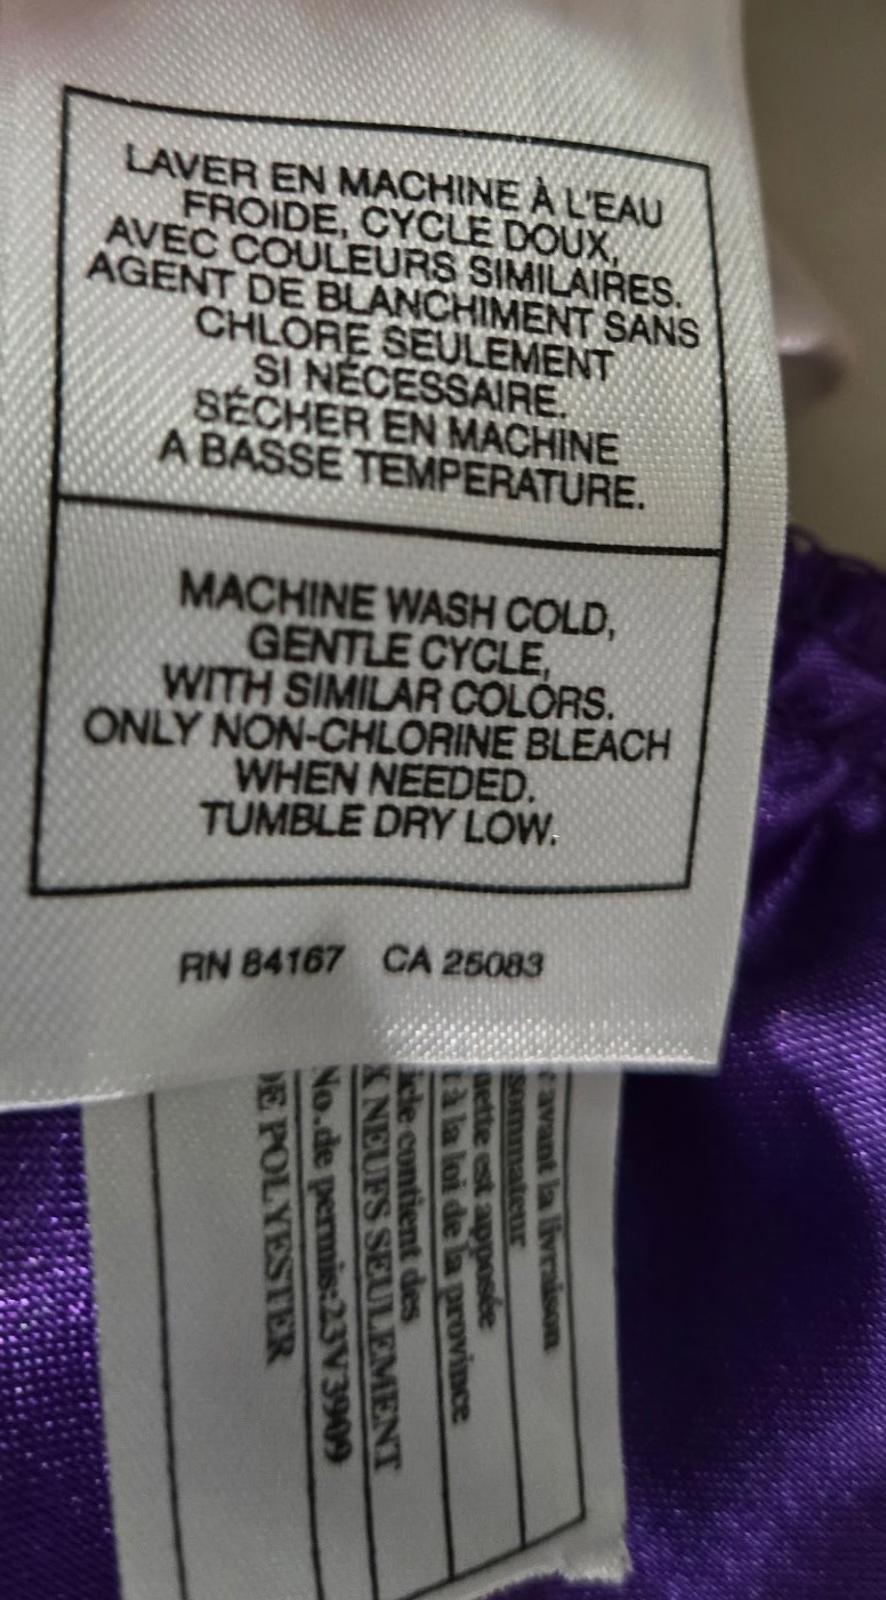 LAVER EN MACHINE À L'EAU
FROIDE, CYCLE DOUX,
AVEC COULEURS SIMILAIRES.
AGENT DE BLANCHIMENT SANS
CHLORE SEULEMENT
SI NÉCESSAIRE.
SÉCHER EN MACHINE
A BASSE TEMPERATURE.
MACHINE WASH COLD,
GENTLE CYCLE,
WITH SIMILAR COLORS.
ONLY NON-CHLORINE BLEACH
WHEN NEEDED.
TUMBLE DRY LOW.
RN 84167 CA 25083
avant la livraison
sommateur
uette est apposée
à la loi de la province
icle contient des
X NEUFS SEULEMENT
No. de permis:23V3909
DE POLYESTER